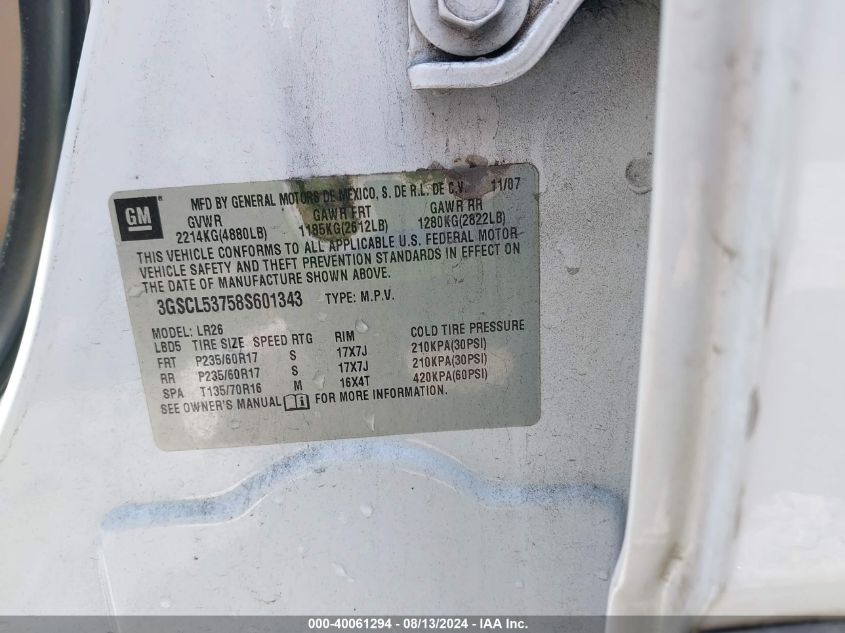 GM
MFD BY GENERAL MOTORS DE MEXICO, S. DE R.L. DE C.V. 11/07
GVWR GAWR FRT GAWR RR
2214KG(4880LB) 1185KG(2612LB) 1280KG(2822LB)
THIS VEHICLE CONFORMS TO ALL APPLICABLE U.S. FEDERAL MOTOR
VEHICLE SAFETY AND THEFT PREVENTION STANDARDS IN EFFECT ON
THE DATE OF MANUFACTURE SHOWN ABOVE.
3GSCL53758S601343 TYPE: M.P.V.
MODEL: LR26
LBD5 TIRE SIZE SPEED RTG RIM COLD TIRE PRESSURE
FRT P235/60R17 S 17X7J 210KPA(30PSI)
RR P235/60R17 S 17X7J 210KPA(30PSI)
SPA T135/70R16 M 16X4T 420KPA(60PSI)
SEE OWNER'S MANUAL FOR MORE INFORMATION.
000-40061294 - 08/13/2024 - IAA Inc.